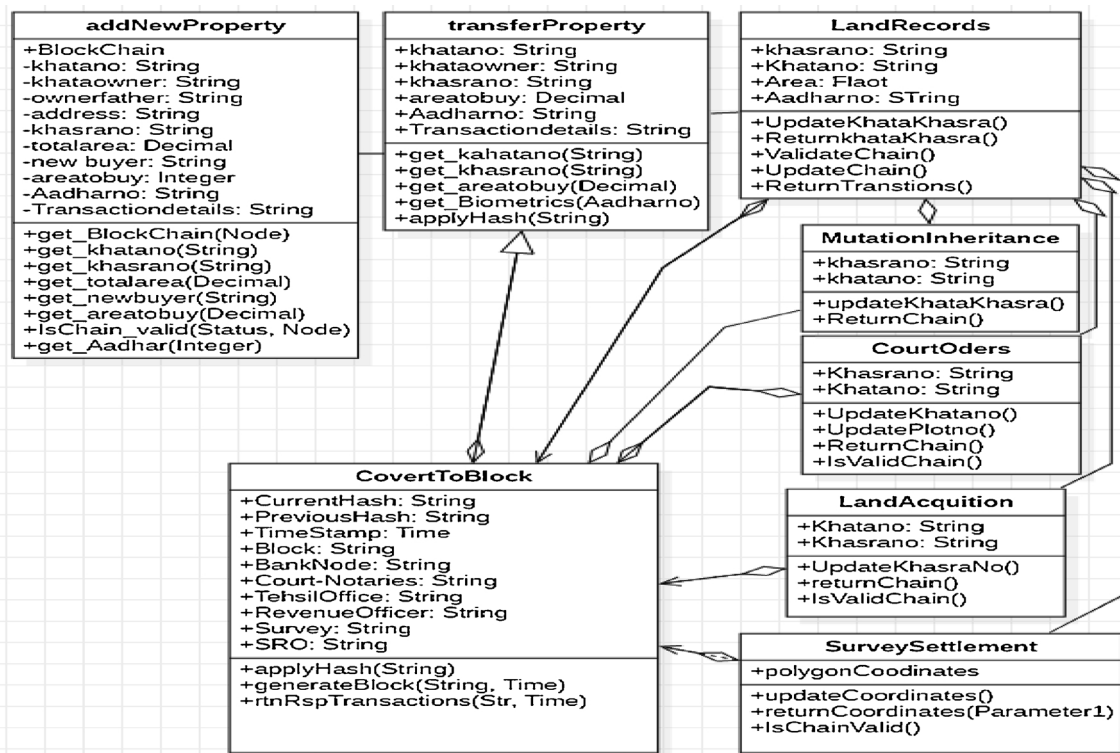 addNewProperty
+BlockChain
-khatano: String
-khataowner: String
-ownerfather: String
-address: String
-khasrano: String
-totalarea: Decimal
-new buyer: String
-areatobuy: Integer
-Aadharno: String
-Transactiondetails: String
+get_BlockChain(Node)
+get_khatano(String)
+get_khasrano(String)
+get_totalarea(Decimal)
+get_newbuyer(String)
+get_areatobuy(Decimal)
+IsChain_valid(Status, Node)
+get_Aadhar(Integer)
transferProperty
+khatano: String
+khataowner: String
+khasrano: String
+areatobuy: Decimal
+Aadharno: String
+Transactiondetails: String
+get_kahatano(String)
+get_khasrano(String)
+get_areatobuy(Decimal)
+get_Biometrics(Aadharno)
+applyHash(String)
LandRecords
+khasrano: String
+Khatano: String
+Area: Flaot
+Aadharno: STring
+UpdateKhataKhasra()
+ReturnkhataKhasra()
+ValidateChain()
+UpdateChain()
+ReturnTranstions()
MutationInheritance
+khasrano: String
+khatano: String
+updateKhataKhasra()
+ReturnChain()
CourtOders
+Khasrano: String
+Khatano: String
+UpdateKhatano()
+UpdatePlotno()
+ReturnChain()
+IsValidChain()
CovertToBlock
+CurrentHash: String
+PreviousHash: String
+TimeStamp: Time
+Block: String
+BankNode: String
+Court-Notaries: String
+TehsilOffice: String
+RevenueOfficer: String
+Survey: String
+SRO: String
+applyHash(String)
+generateBlock(String, Time)
+rtnRspTransactions(Str, Time)
LandAcquition
+Khatano: String
+Khasrano: String
+UpdateKhasraNo()
+returnChain()
+IsValidChain()
SurveySettlement
+polygonCoodinates
+updateCoordinates()
+returnCoordinates(Parameter1)
+IsChainValid()